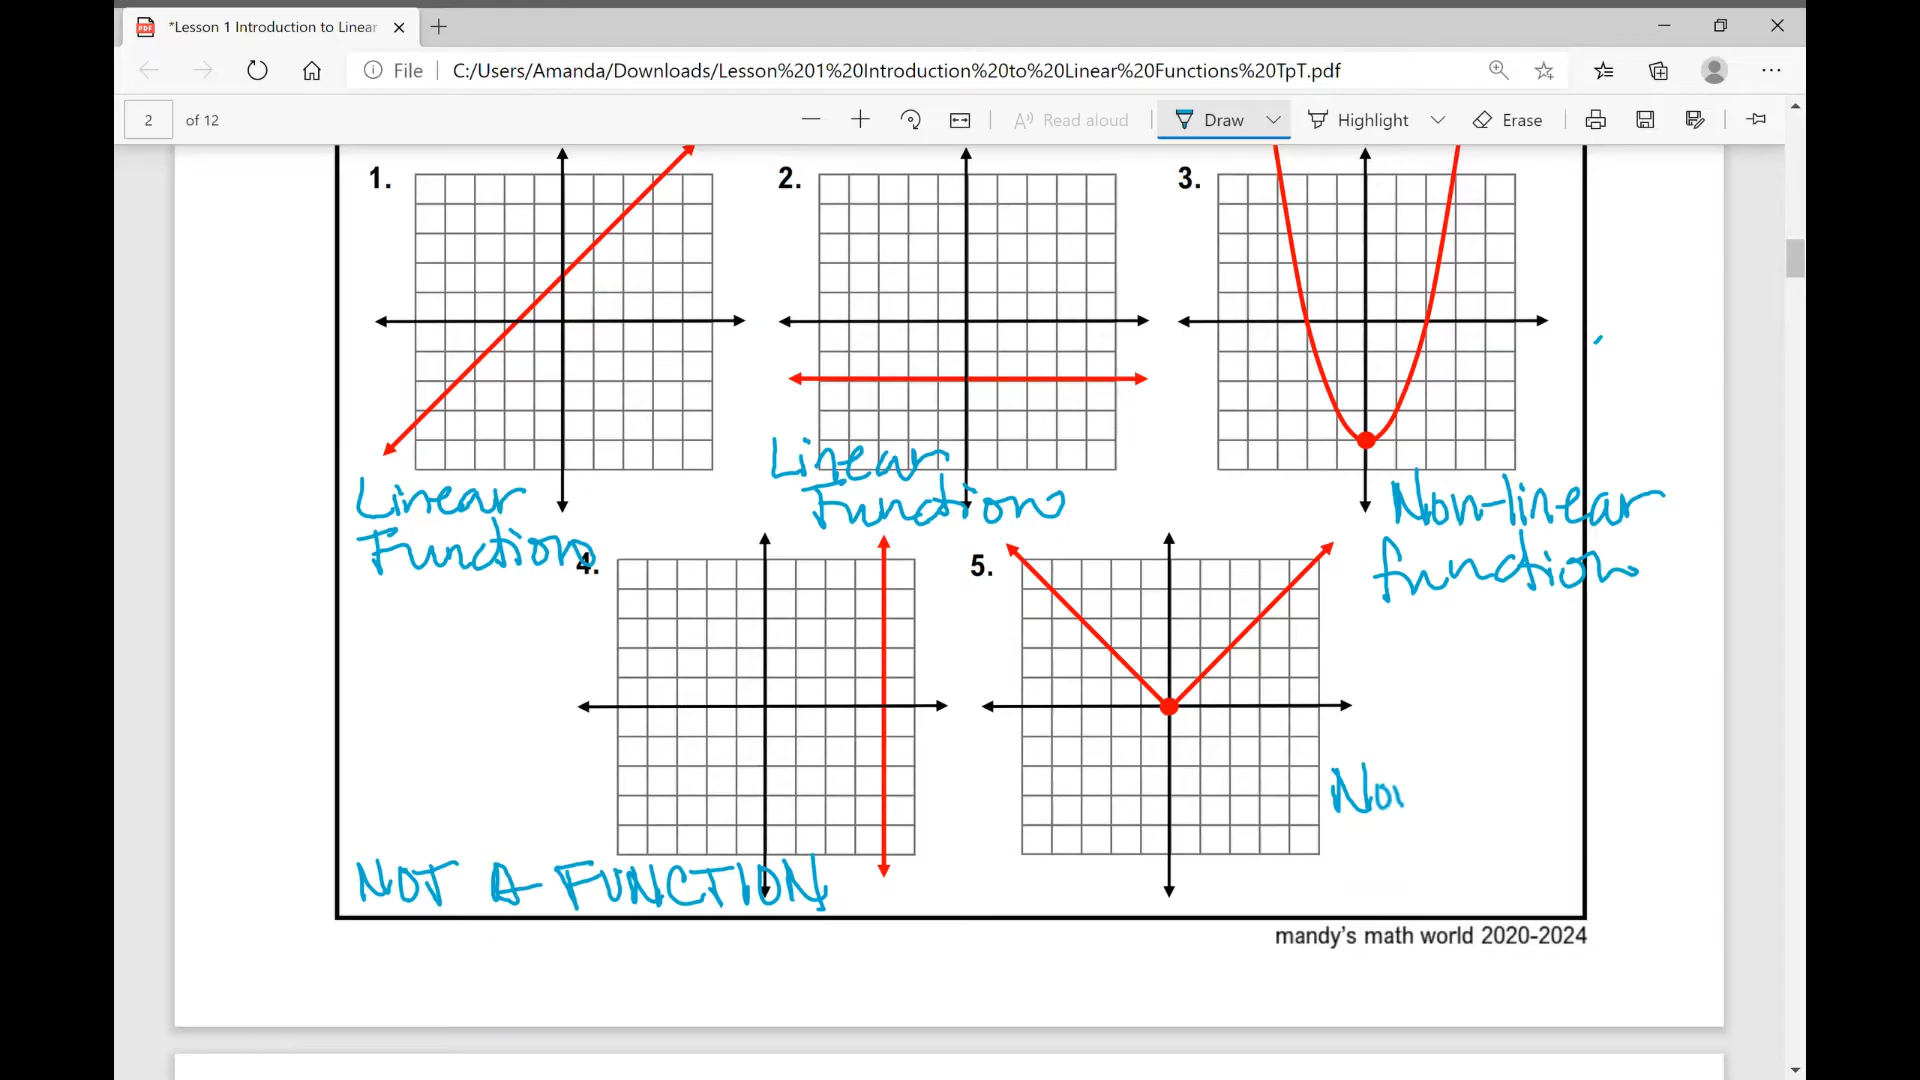 *Lesson 1 Introduction to Linear
File C:/Users/Amanda/Downloads/Lesson%201%20Introduction%20to%20Linear%20Functions%20TpT.pdf
2 of 12 Read aloud Draw Highlight Erase
1. 2. 3.
Linear
Function
Linear
Function
Non-linear
function
4. 5.
Non
NOT A FUNCTION
mandy's math world 2020-2024